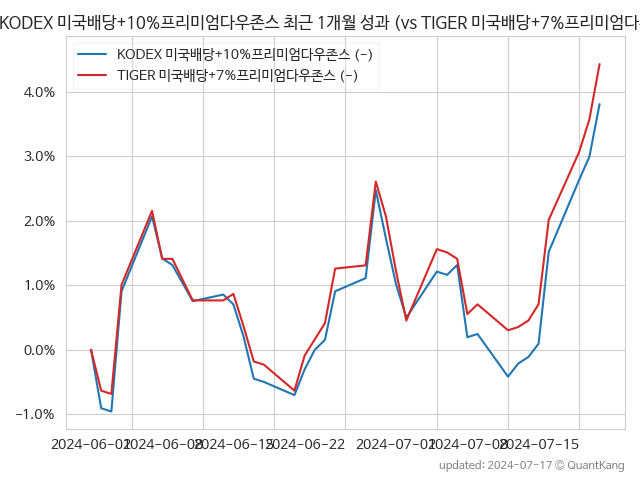 KODEX 미국배당+10%프리미엄다우존스 최근 1개월 성과 (vs TIGER 미국배당+7%프리미엄다
KODEX 미국배당+10%프리미엄다우존스 (-)
TIGER 미국배당+7%프리미엄다우존스 (-)
4.0%
3.0%
2.0%
1.0%
0.0%
-1.0%
2024-06-01 2024-06-08 2024-06-15 2024-06-22 2024-07-01 2024-07-08 2024-07-15
updated: 2024-07-17 © QuantKang